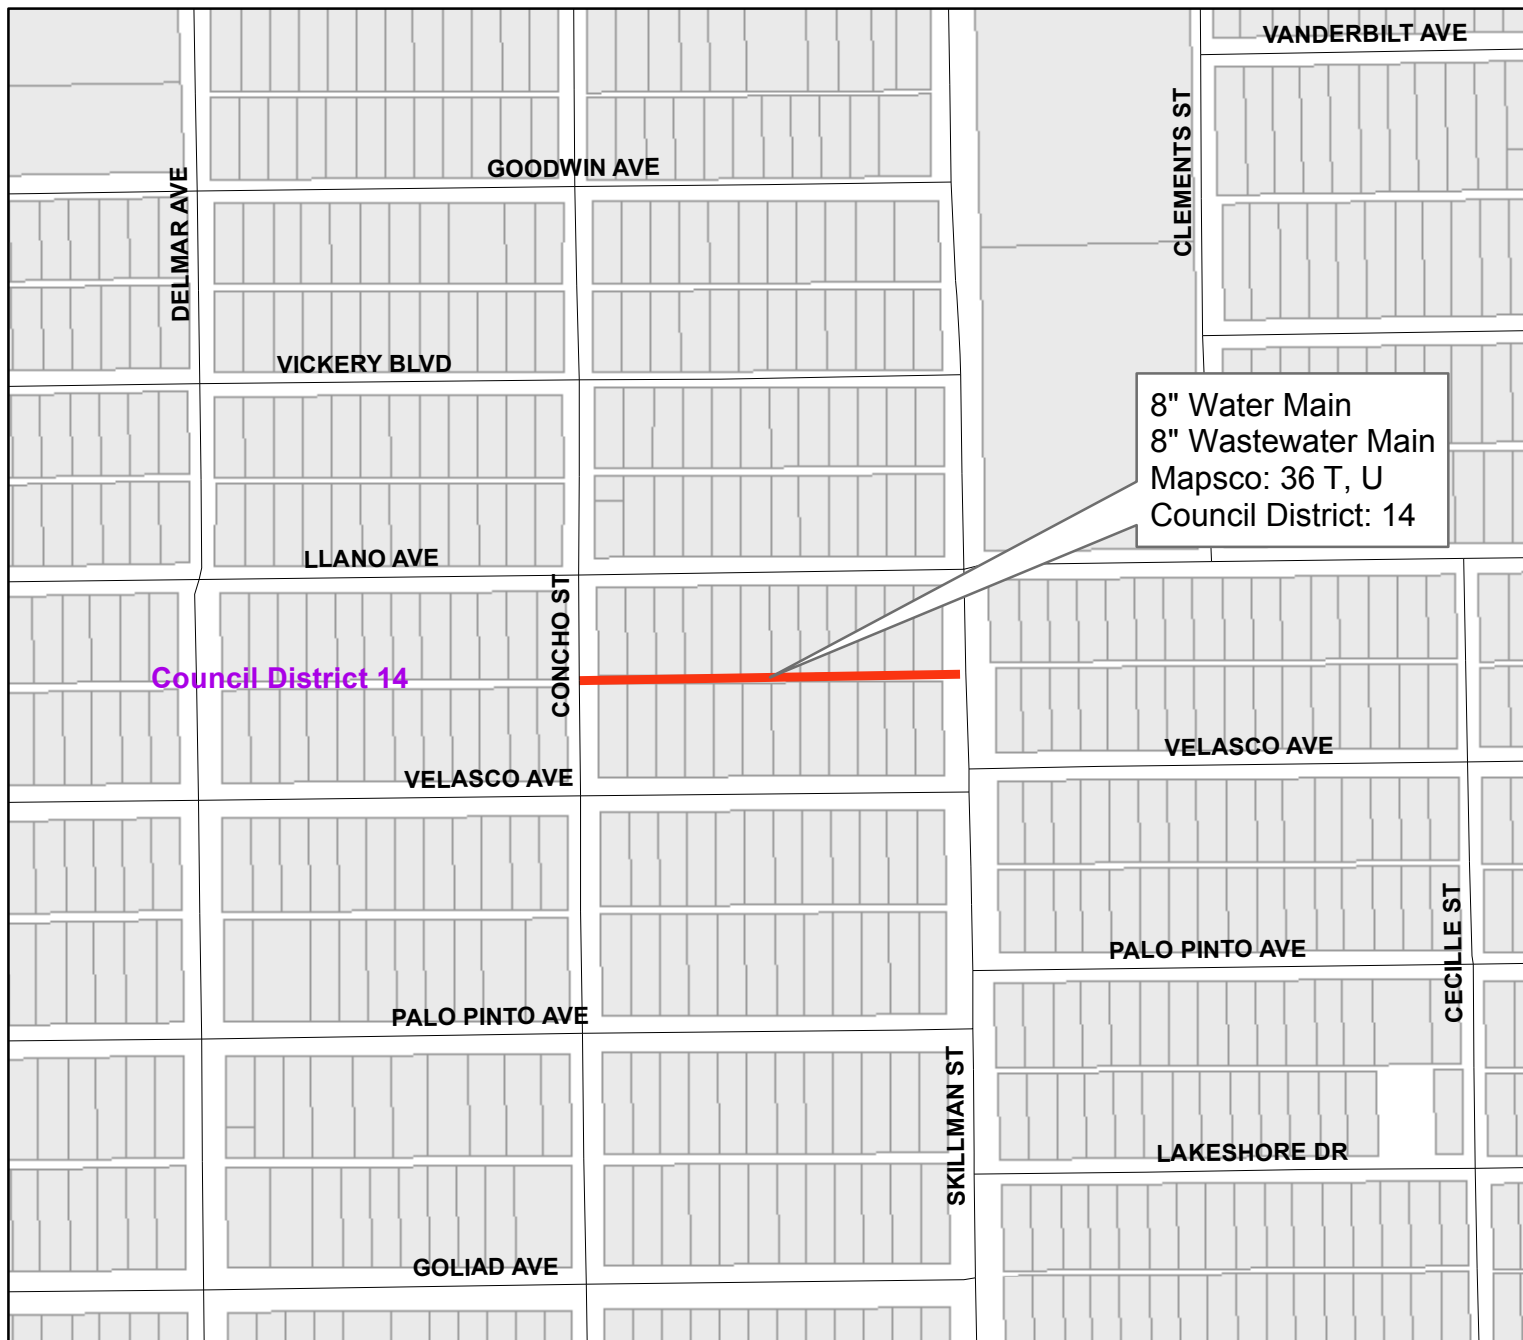 VANDERBILT AVE
CLEMENTS ST
GOODWIN AVE
DELMAR AVE
VICKERY BLVD
8" Water Main
8" Wastewater Main
Mapsco: 36 T, U
Council District: 14
LLANO AVE
CONCHO ST
Council District 14
VELASCO AVE
VELASCO AVE
CECILLE ST
PALO PINTO AVE
PALO PINTO AVE
SKILLMAN ST
LAKESHORE DR
GOLIAD AVE